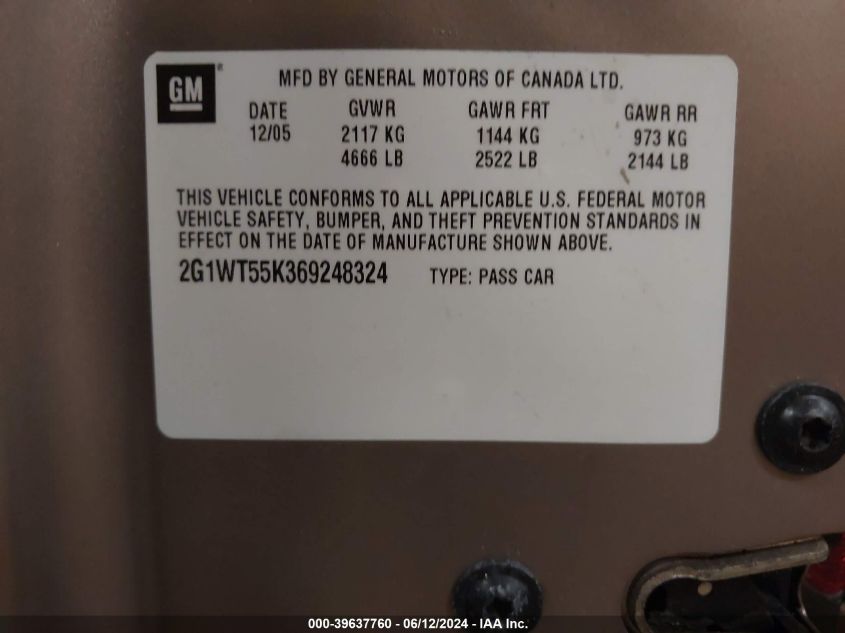 GM
MFD BY GENERAL MOTORS OF CANADA LTD.
DATE GVWR GAWR FRT GAWR RR
12/05 2117 KG 1144 KG 973 KG
4666 LB 2522 LB 2144 LB
THIS VEHICLE CONFORMS TO ALL APPLICABLE U.S. FEDERAL MOTOR
VEHICLE SAFETY, BUMPER, AND THEFT PREVENTION STANDARDS IN
EFFECT ON THE DATE OF MANUFACTURE SHOWN ABOVE.
2G1WT55K369248324 TYPE: PASS CAR
000-39637760 - 06/12/2024 - IAA Inc.